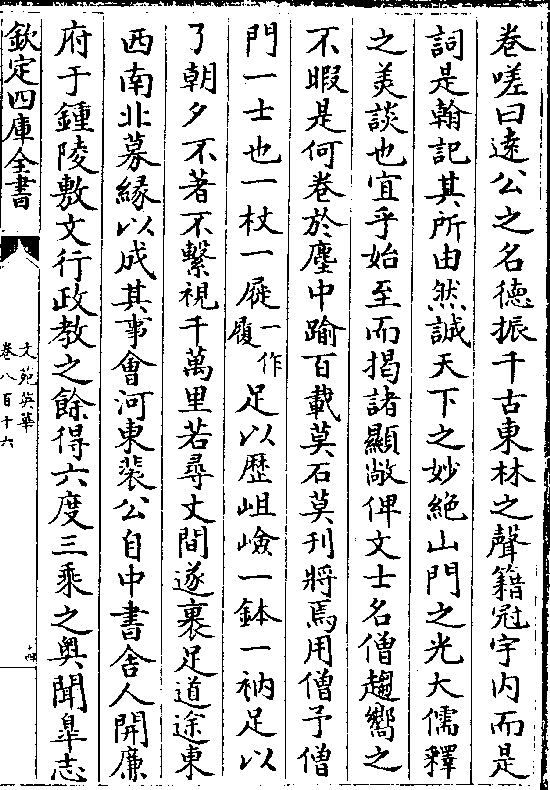 卷嗟曰遠公之名德振千古東林之聲籍冠宇内而是
詞是翰記其所由然誠天下之妙絶山門之光大儒釋
之美談也宜乎始至而揭諸顯敞俾文士名僧趨嚮之
不暇是何卷於塵中踰百載莫石莫刋將焉用僧予僧
門一士也一杖一屣一作履足以歴岨嶮一鉢一衲足以
了朝夕不著不繫視千萬里若尋丈間遂裹足道途東
西南北募緣以成其事會河東裴公自中書舍人開廉
府于鍾陵敷文行政教之餘得六度三乘之奥聞臯志
欽定四庫全書
文苑英華
卷八百十六